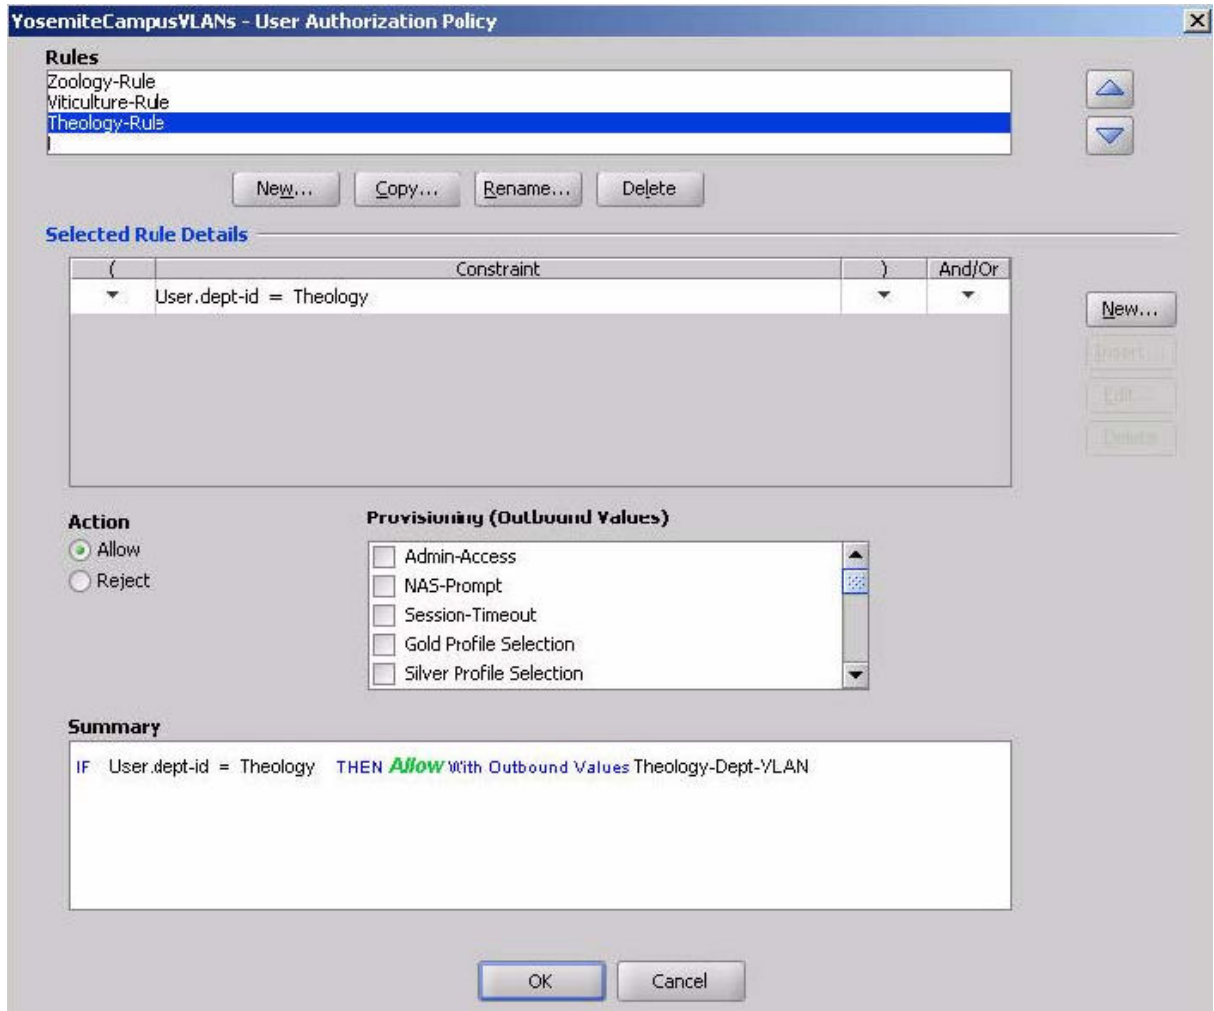 YosemiteCampusVLANs - User Authorization Policy
Rules
Zoology-Rule
Viticulture-Rule
Theology-Rule
New... Copy... Rename... Delete
Selected Rule Details
( Constraint ) And/Or
User.dept-id = Theology
New...
Insert...
Edit...
Delete
Action
Allow
Reject
Provisioning (Outbound Values)
Admin-Access
NAS-Prompt
Session-Timeout
Gold Profile Selection
Silver Profile Selection
Summary
IF User.dept-id = Theology THEN Allow With Outbound Values Theology-Dept-VLAN
OK Cancel